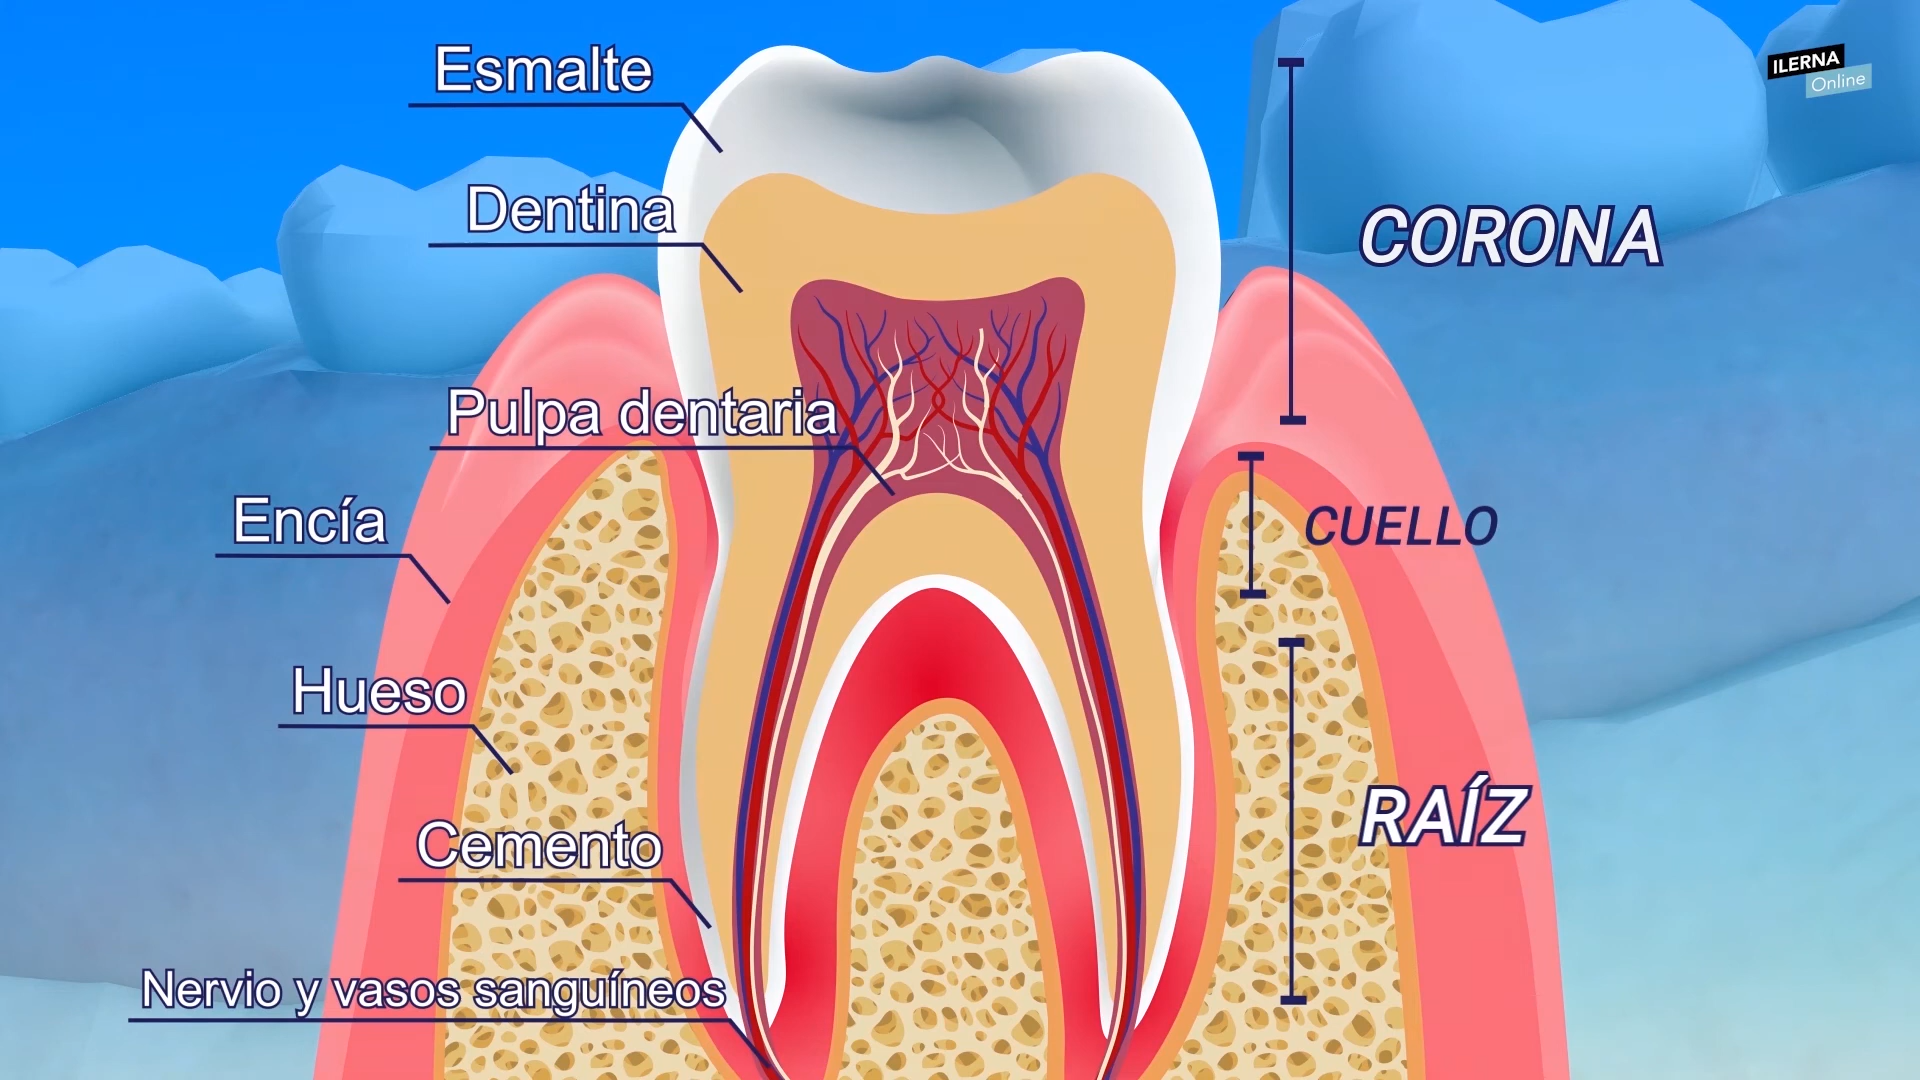 Esmalte
Dentina
Pulpa dentaria
Encía
Hueso
Cemento
Nervio y vasos sanguíneos
CORONA
CUELLO
RAÍZ
ILERNA
Online